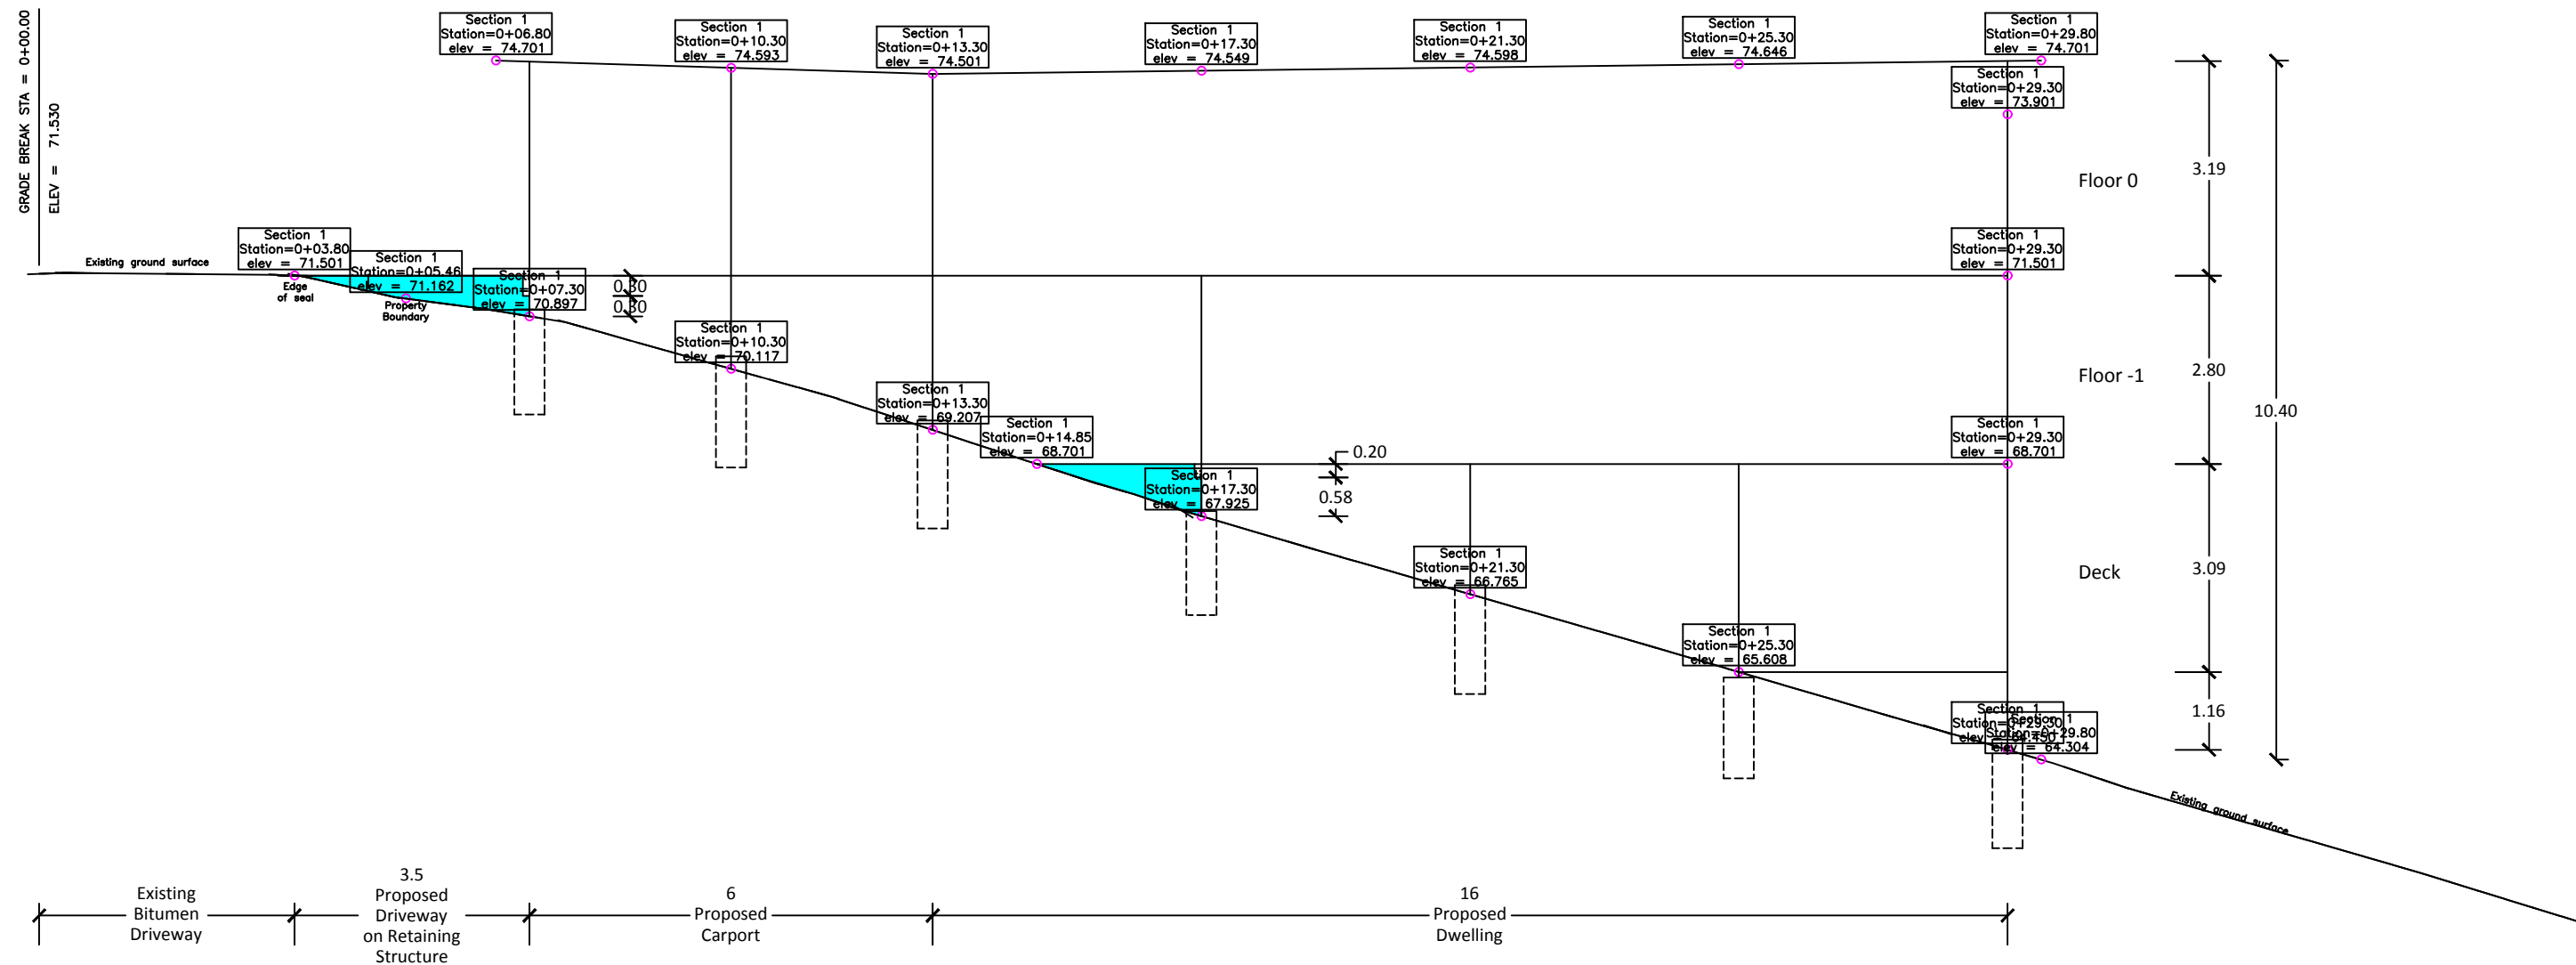 GRADE BREAK STA = 0+00.00
ELEV = 71.530
Section 1
Station=0+06.80
elev = 74.701
Section 1
Station=0+10.30
elev = 74.593
Section 1
Station=0+13.30
elev = 74.501
Section 1
Station=0+17.30
elev = 74.549
Section 1
Station=0+21.30
elev = 74.598
Section 1
Station=0+25.30
elev = 74.646
Section 1
Station=0+29.80
elev = 74.701
Section 1
Station=0+29.30
elev = 73.901
Floor 0
3.19
Existing ground surface
Section 1
Station=0+03.80
elev = 71.501
Edge
of seal
Section 1
Station=0+05.46
elev = 71.162
Property
Boundary
Section 1
Station=0+07.30
elev = 70.897
0.30
0.30
Section 1
Station=0+29.30
elev = 71.501
Section 1
Station=0+10.30
elev = 70.117
Floor -1
2.80
10.40
Section 1
Station=0+13.30
elev = 69.207
Section 1
Station=0+14.85
elev = 68.701
Section 1
Station=0+29.30
elev = 68.701
0.20
0.58
Section 1
Station=0+17.30
elev = 67.925
Section 1
Station=0+21.30
elev = 66.765
Deck
3.09
Section 1
Station=0+25.30
elev = 65.608
1.16
Section 1
Station=0+29.30
elev = 64.450
Section 1
Station=0+29.80
elev = 64.304
Existing ground surface
Existing
Bitumen
Driveway
3.5
Proposed
Driveway
on Retaining
Structure
6
Proposed
Carport
16
Proposed
Dwelling